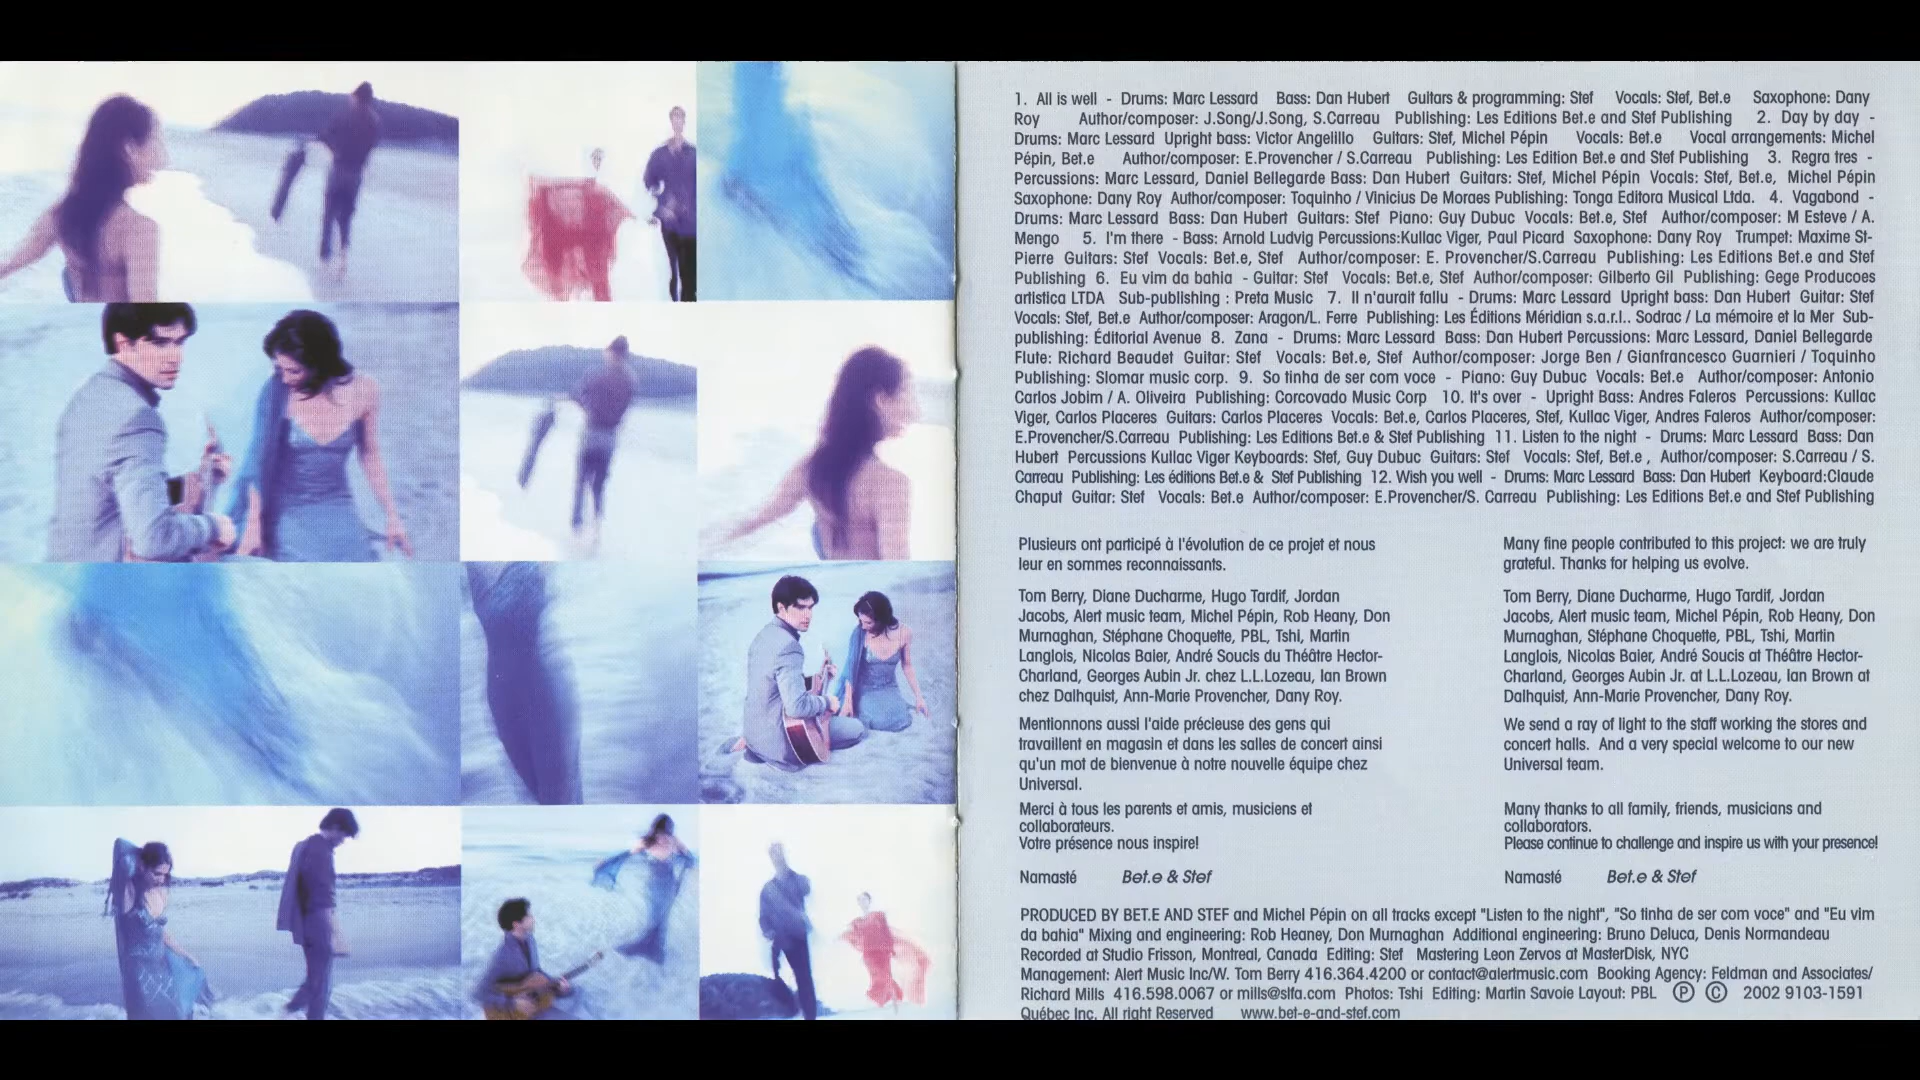 1. All is well - Drums: Marc Lessard Bass: Dan Hubert Guitars & programming: Stef Vocals: Stef, Bet.e Saxophone: Dany
Roy Author/composer: J.Song/J.Song, S.Carreau Publishing: Les Editions Bet.e and Stef Publishing 2. Day by day -
Drums: Marc Lessard Upright bass: Victor Angelillo Guitars: Stef, Michel Pépin Vocals: Bet.e Vocal arrangements: Michel
Pépin, Bet.e Author/composer: E.Provencher / S.Carreau Publishing: Les Edition Bet.e and Stef Publishing 3. Regra tres -
Percussions: Marc Lessard, Daniel Bellegarde Bass: Dan Hubert Guitars: Stef, Michel Pépin Vocals: Stef, Bet.e, Michel Pépin
Saxophone: Dany Roy Author/composer: Toquinho / Vinicius De Moraes Publishing: Tonga Editora Musical Ltda. 4. Vagabond -
Drums: Marc Lessard Bass: Dan Hubert Guitars: Stef Piano: Guy Dubuc Vocals: Bet.e, Stef Author/composer: M Esteve / A.
Mengo 5. I'm there - Bass: Arnold Ludvig Percussions:Kullac Viger, Paul Picard Saxophone: Dany Roy Trumpet: Maxime St-
Pierre Guitars: Stef Vocals: Bet.e, Stef Author/composer: E. Provencher/S.Carreau Publishing: Les Editions Bet.e and Stef
Publishing 6. Eu vim da bahia - Guitar: Stef Vocals: Bet.e, Stef Author/composer: Gilberto Gil Publishing: Gege Producoes
artistica LTDA Sub-publishing : Preta Music 7. Il n'aurait fallu - Drums: Marc Lessard Upright bass: Dan Hubert Guitar: Stef
Vocals: Stef, Bet.e Author/composer: Aragon/L. Ferre Publishing: Les Éditions Méridian s.a.r.l.. Sodrac / La mémoire et la Mer Sub-
publishing: Éditorial Avenue 8. Zana - Drums: Marc Lessard Bass: Dan Hubert Percussions: Marc Lessard, Daniel Bellegarde
Flute: Richard Beaudet Guitar: Stef Vocals: Bet.e, Stef Author/composer: Jorge Ben / Gianfrancesco Guarnieri / Toquinho
Publishing: Slomar music corp. 9. So tinha de ser com voce - Piano: Guy Dubuc Vocals: Bet.e Author/composer: Antonio
Carlos Jobim / A. Oliveira Publishing: Corcovado Music Corp 10. It's over - Upright Bass: Andres Faleros Percussions: Kullac
Viger, Carlos Placeres Guitars: Carlos Placeres Vocals: Bet.e, Carlos Placeres, Stef, Kullac Viger, Andres Faleros Author/composer:
E.Provencher/S.Carreau Publishing: Les Editions Bet.e & Stef Publishing 11. Listen to the night - Drums: Marc Lessard Bass: Dan
Hubert Percussions Kullac Viger Keyboards: Stef, Guy Dubuc Guitars: Stef Vocals: Stef, Bet.e , Author/composer: S.Carreau / S.
Carreau Publishing: Les éditions Bet.e & Stef Publishing 12. Wish you well - Drums: Marc Lessard Bass: Dan Hubert Keyboard:Claude
Chaput Guitar: Stef Vocals: Bet.e Author/composer: E.Provencher/S. Carreau Publishing: Les Editions Bet.e and Stef Publishing
Plusieurs ont participé à l'évolution de ce projet et nous
leur en sommes reconnaissants.
Tom Berry, Diane Ducharme, Hugo Tardif, Jordan
Jacobs, Alert music team, Michel Pépin, Rob Heany, Don
Murnaghan, Stéphane Choquette, PBL, Tshi, Martin
Langlois, Nicolas Baier, André Soucis du Théâtre Hector-
Charland, Georges Aubin Jr. chez L.L.Lozeau, Ian Brown
chez Dalhquist, Ann-Marie Provencher, Dany Roy.
Mentionnons aussi l'aide précieuse des gens qui
travaillent en magasin et dans les salles de concert ainsi
qu'un mot de bienvenue à notre nouvelle équipe chez
Universal.
Merci à tous les parents et amis, musiciens et
collaborateurs.
Votre présence nous inspire!
Namasté Bet.e & Stef
Many fine people contributed to this project: we are truly
grateful. Thanks for helping us evolve.
Tom Berry, Diane Ducharme, Hugo Tardif, Jordan
Jacobs, Alert music team, Michel Pépin, Rob Heany, Don
Murnaghan, Stéphane Choquette, PBL, Tshi, Martin
Langlois, Nicolas Baier, André Soucis at Théâtre Hector-
Charland, Georges Aubin Jr. at L.L.Lozeau, Ian Brown at
Dalhquist, Ann-Marie Provencher, Dany Roy.
We send a ray of light to the staff working the stores and
concert halls. And a very special welcome to our new
Universal team.
Many thanks to all family, friends, musicians and
collaborators.
Please continue to challenge and inspire us with your presence!
Namasté Bet.e & Stef
PRODUCED BY BET.E AND STEF and Michel Pépin on all tracks except "Listen to the night", "So tinha de ser com voce" and "Eu vim
da bahia" Mixing and engineering: Rob Heaney, Don Murnaghan Additional engineering: Bruno Deluca, Denis Normandeau
Recorded at Studio Frisson, Montreal, Canada Editing: Stef Mastering Leon Zervos at MasterDisk, NYC
Management: Alert Music Inc/W. Tom Berry 416.364.4200 or contact@alertmusic.com Booking Agency: Feldman and Associates/
Richard Mills 416.598.0067 or mills@slfa.com Photos: Tshi Editing: Martin Savoie Layout: PBL Ⓟ © 2002 9103-1591
Québec Inc. All right Reserved www.bet-e-and-stef.com